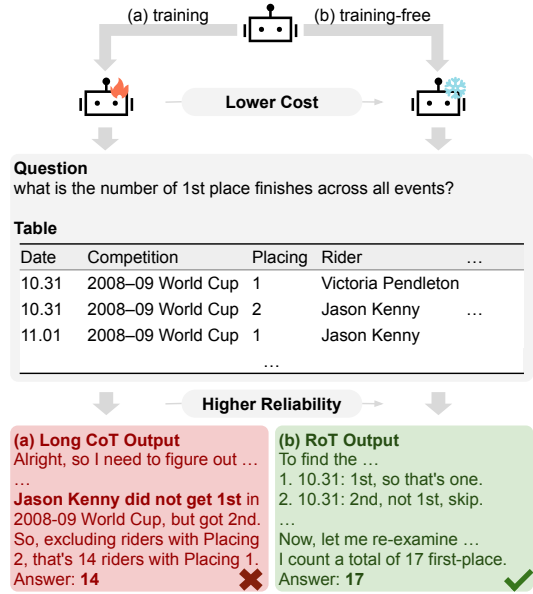 (a) training (b) training-free
Lower Cost
Question
what is the number of 1st place finishes across all events?
Table
Date Competition Placing Rider …
10.31 2008–09 World Cup 1 Victoria Pendleton
10.31 2008–09 World Cup 2 Jason Kenny …
11.01 2008–09 World Cup 1 Jason Kenny
…
Higher Reliability
(a) Long CoT Output
Alright, so I need to figure out …
…
Jason Kenny did not get 1st in
2008-09 World Cup, but got 2nd.
So, excluding riders with Placing
2, that's 14 riders with Placing 1.
Answer: 14
(b) RoT Output
To find the …
1. 10.31: 1st, so that's one.
2. 10.31: 2nd, not 1st, skip.
…
Now, let me re-examine …
I count a total of 17 first-place.
Answer: 17